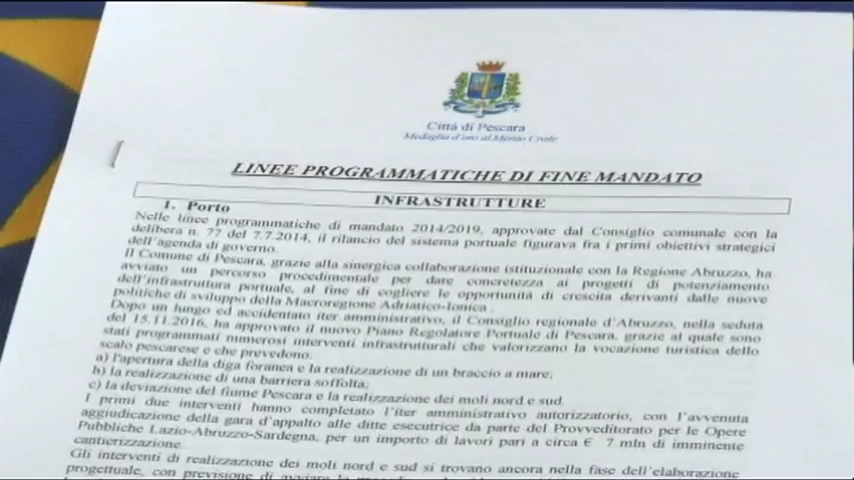 Città di Pescara
Medaglia d'oro al Merito Civile
LINEE PROGRAMMATICHE DI FINE MANDATO
INFRASTRUTTURE
1. Porto
Nelle linee programmatiche di mandato 2014/2019, approvate dal Consiglio comunale con la
delibera n. 77 del 7.7.2014, il rilancio del sistema portuale figurava fra i primi obiettivi strategici
dell'agenda di governo.
Il Comune di Pescara, grazie alla sinergica collaborazione istituzionale con la Regione Abruzzo, ha
avviato un percorso procedimentale per dare concretezza ai progetti di potenziamento
dell'infrastruttura portuale, al fine di cogliere le opportunità di crescita derivanti dalle nuove
politiche di sviluppo della Macroregione Adriatico-Ionica .
Dopo un lungo ed accidentato iter amministrativo, il Consiglio regionale d'Abruzzo, nella seduta
del 15.11.2016, ha approvato il nuovo Piano Regolatore Portuale di Pescara, grazie al quale sono
stati programmati numerosi interventi infrastrutturali che valorizzano la vocazione turistica dello
scalo pescarese e che prevedono:
a) l'apertura della diga foranea e la realizzazione di un braccio a mare;
b) la realizzazione di una barriera soffolta;
c) la deviazione del fiume Pescara e la realizzazione dei moli nord e sud.
I primi due interventi hanno completato l'iter amministrativo autorizzatorio, con l'avvenuta
aggiudicazione della gara d'appalto alle ditte esecutrice da parte del Provveditorato per le Opere
Pubbliche Lazio-Abruzzo-Sardegna, per un importo di lavori pari a circa € 7 mln di imminente
cantierizzazione.
Gli interventi di realizzazione dei moli nord e sud si trovano ancora nella fase dell'elaborazione
progettuale, con previsione di avviare la